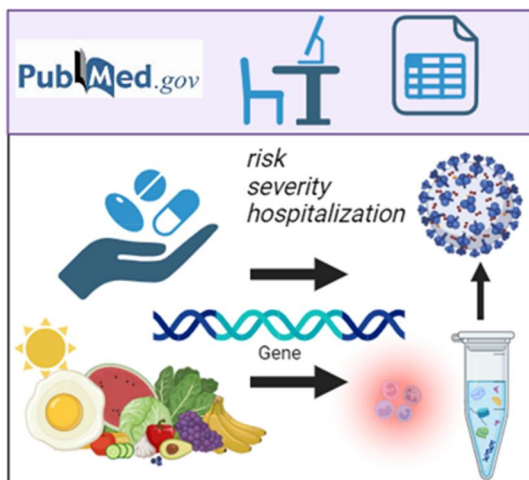 PubMed.gov
risk
severity
hospitalization
Gene